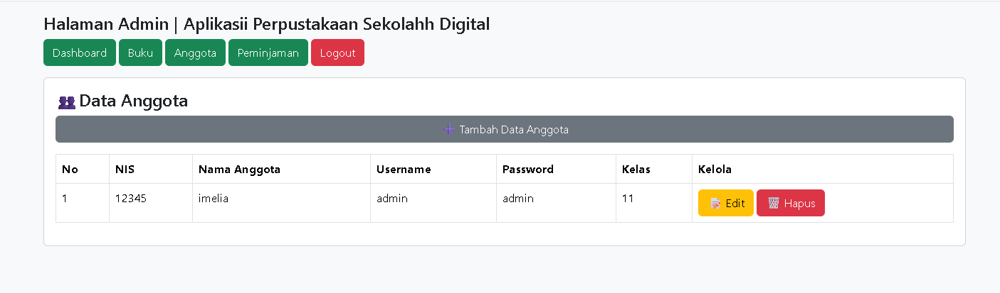 Halaman Admin | Aplikasii Perpustakaan Sekolahh Digital
Dashboard Buku Anggota Peminjaman Logout
Data Anggota
Tambah Data Anggota
No NIS Nama Anggota Username Password Kelas Kelola
1 12345 imelia admin admin 11 Edit Hapus